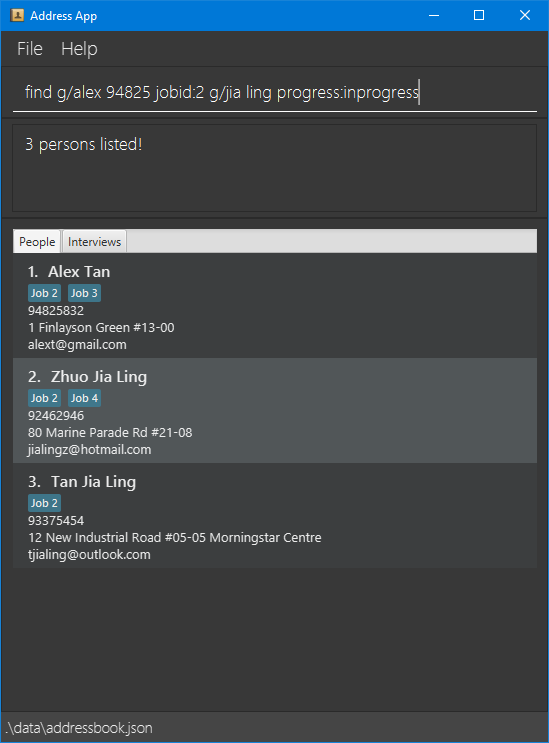 Address App
File Help
find g/alex 94825 jobid:2 g/jia ling progress:inprogress
3 persons listed!
People Interviews
1. Alex Tan
Job 2 Job 3
94825832
1 Finlayson Green #13-00
alext@gmail.com
2. Zhuo Jia Ling
Job 2 Job 4
92462946
80 Marine Parade Rd #21-08
jialingz@hotmail.com
3. Tan Jia Ling
Job 2
93375454
12 New Industrial Road #05-05 Morningstar Centre
tjialing@outlook.com
.\data\addressbook.json